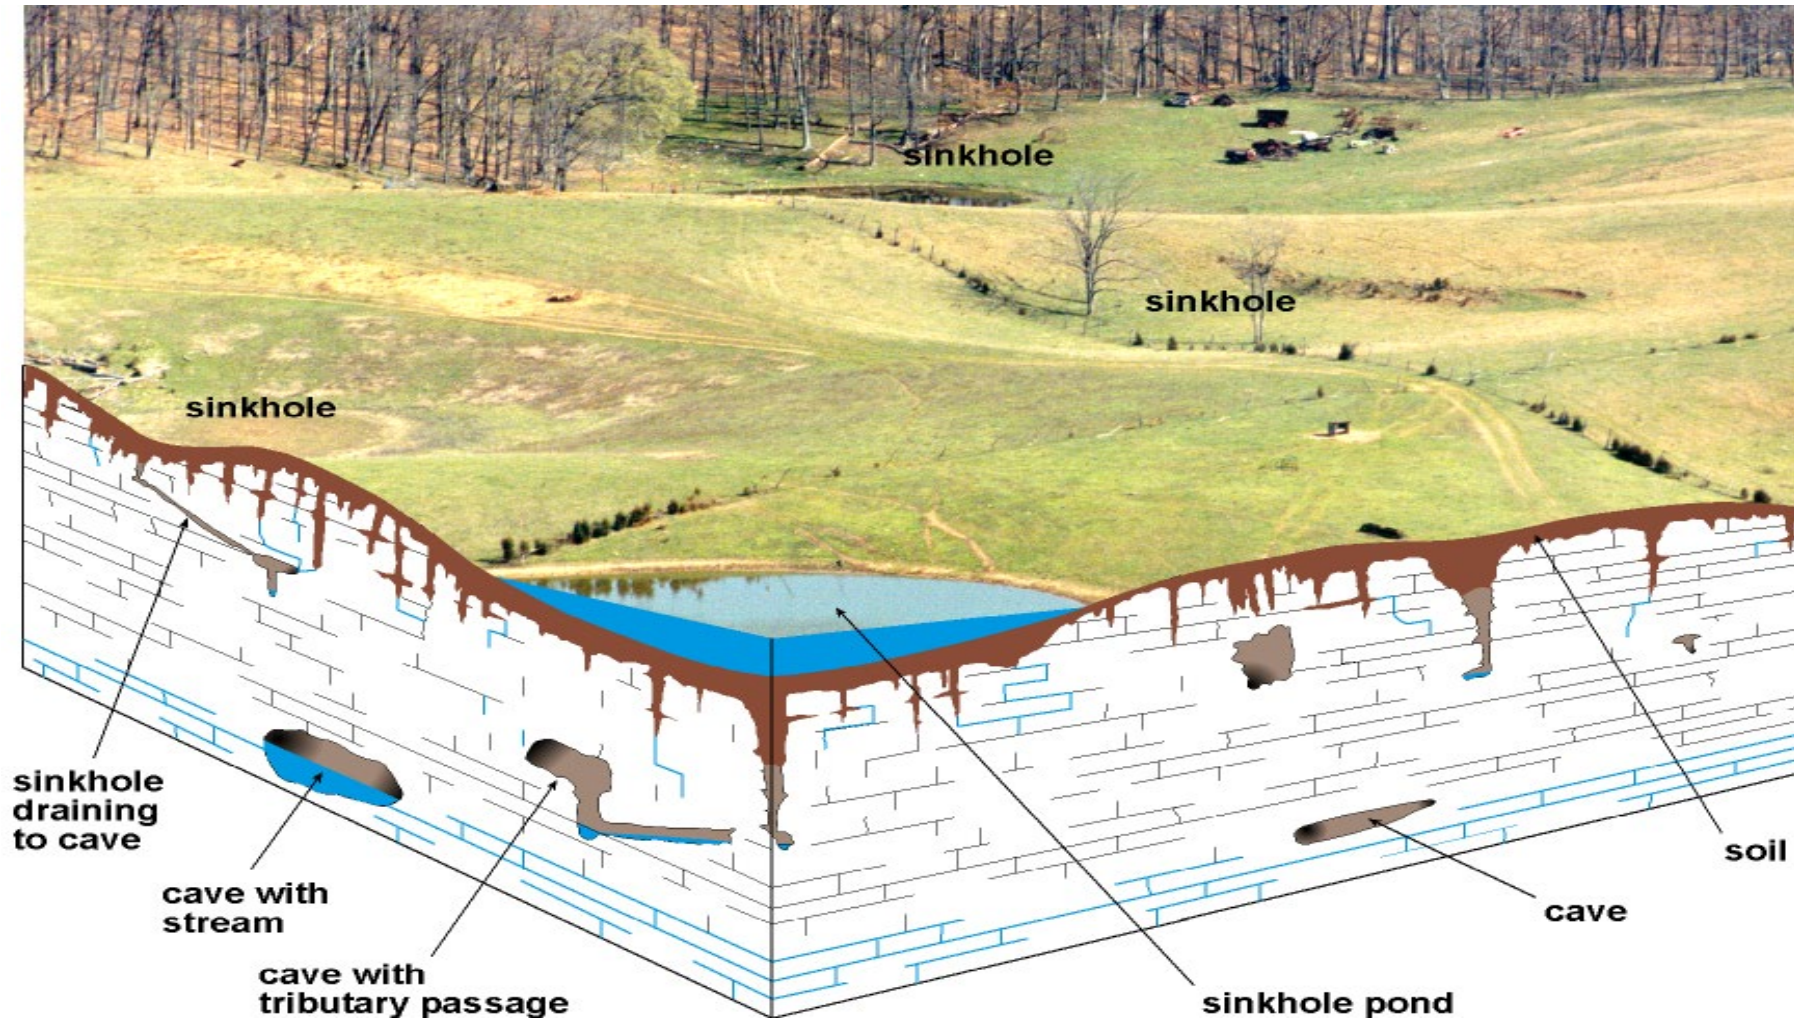 sinkhole
sinkhole
sinkhole
sinkhole
draining
to cave
cave with
stream
cave with
tributary passage
sinkhole pond
cave
soil